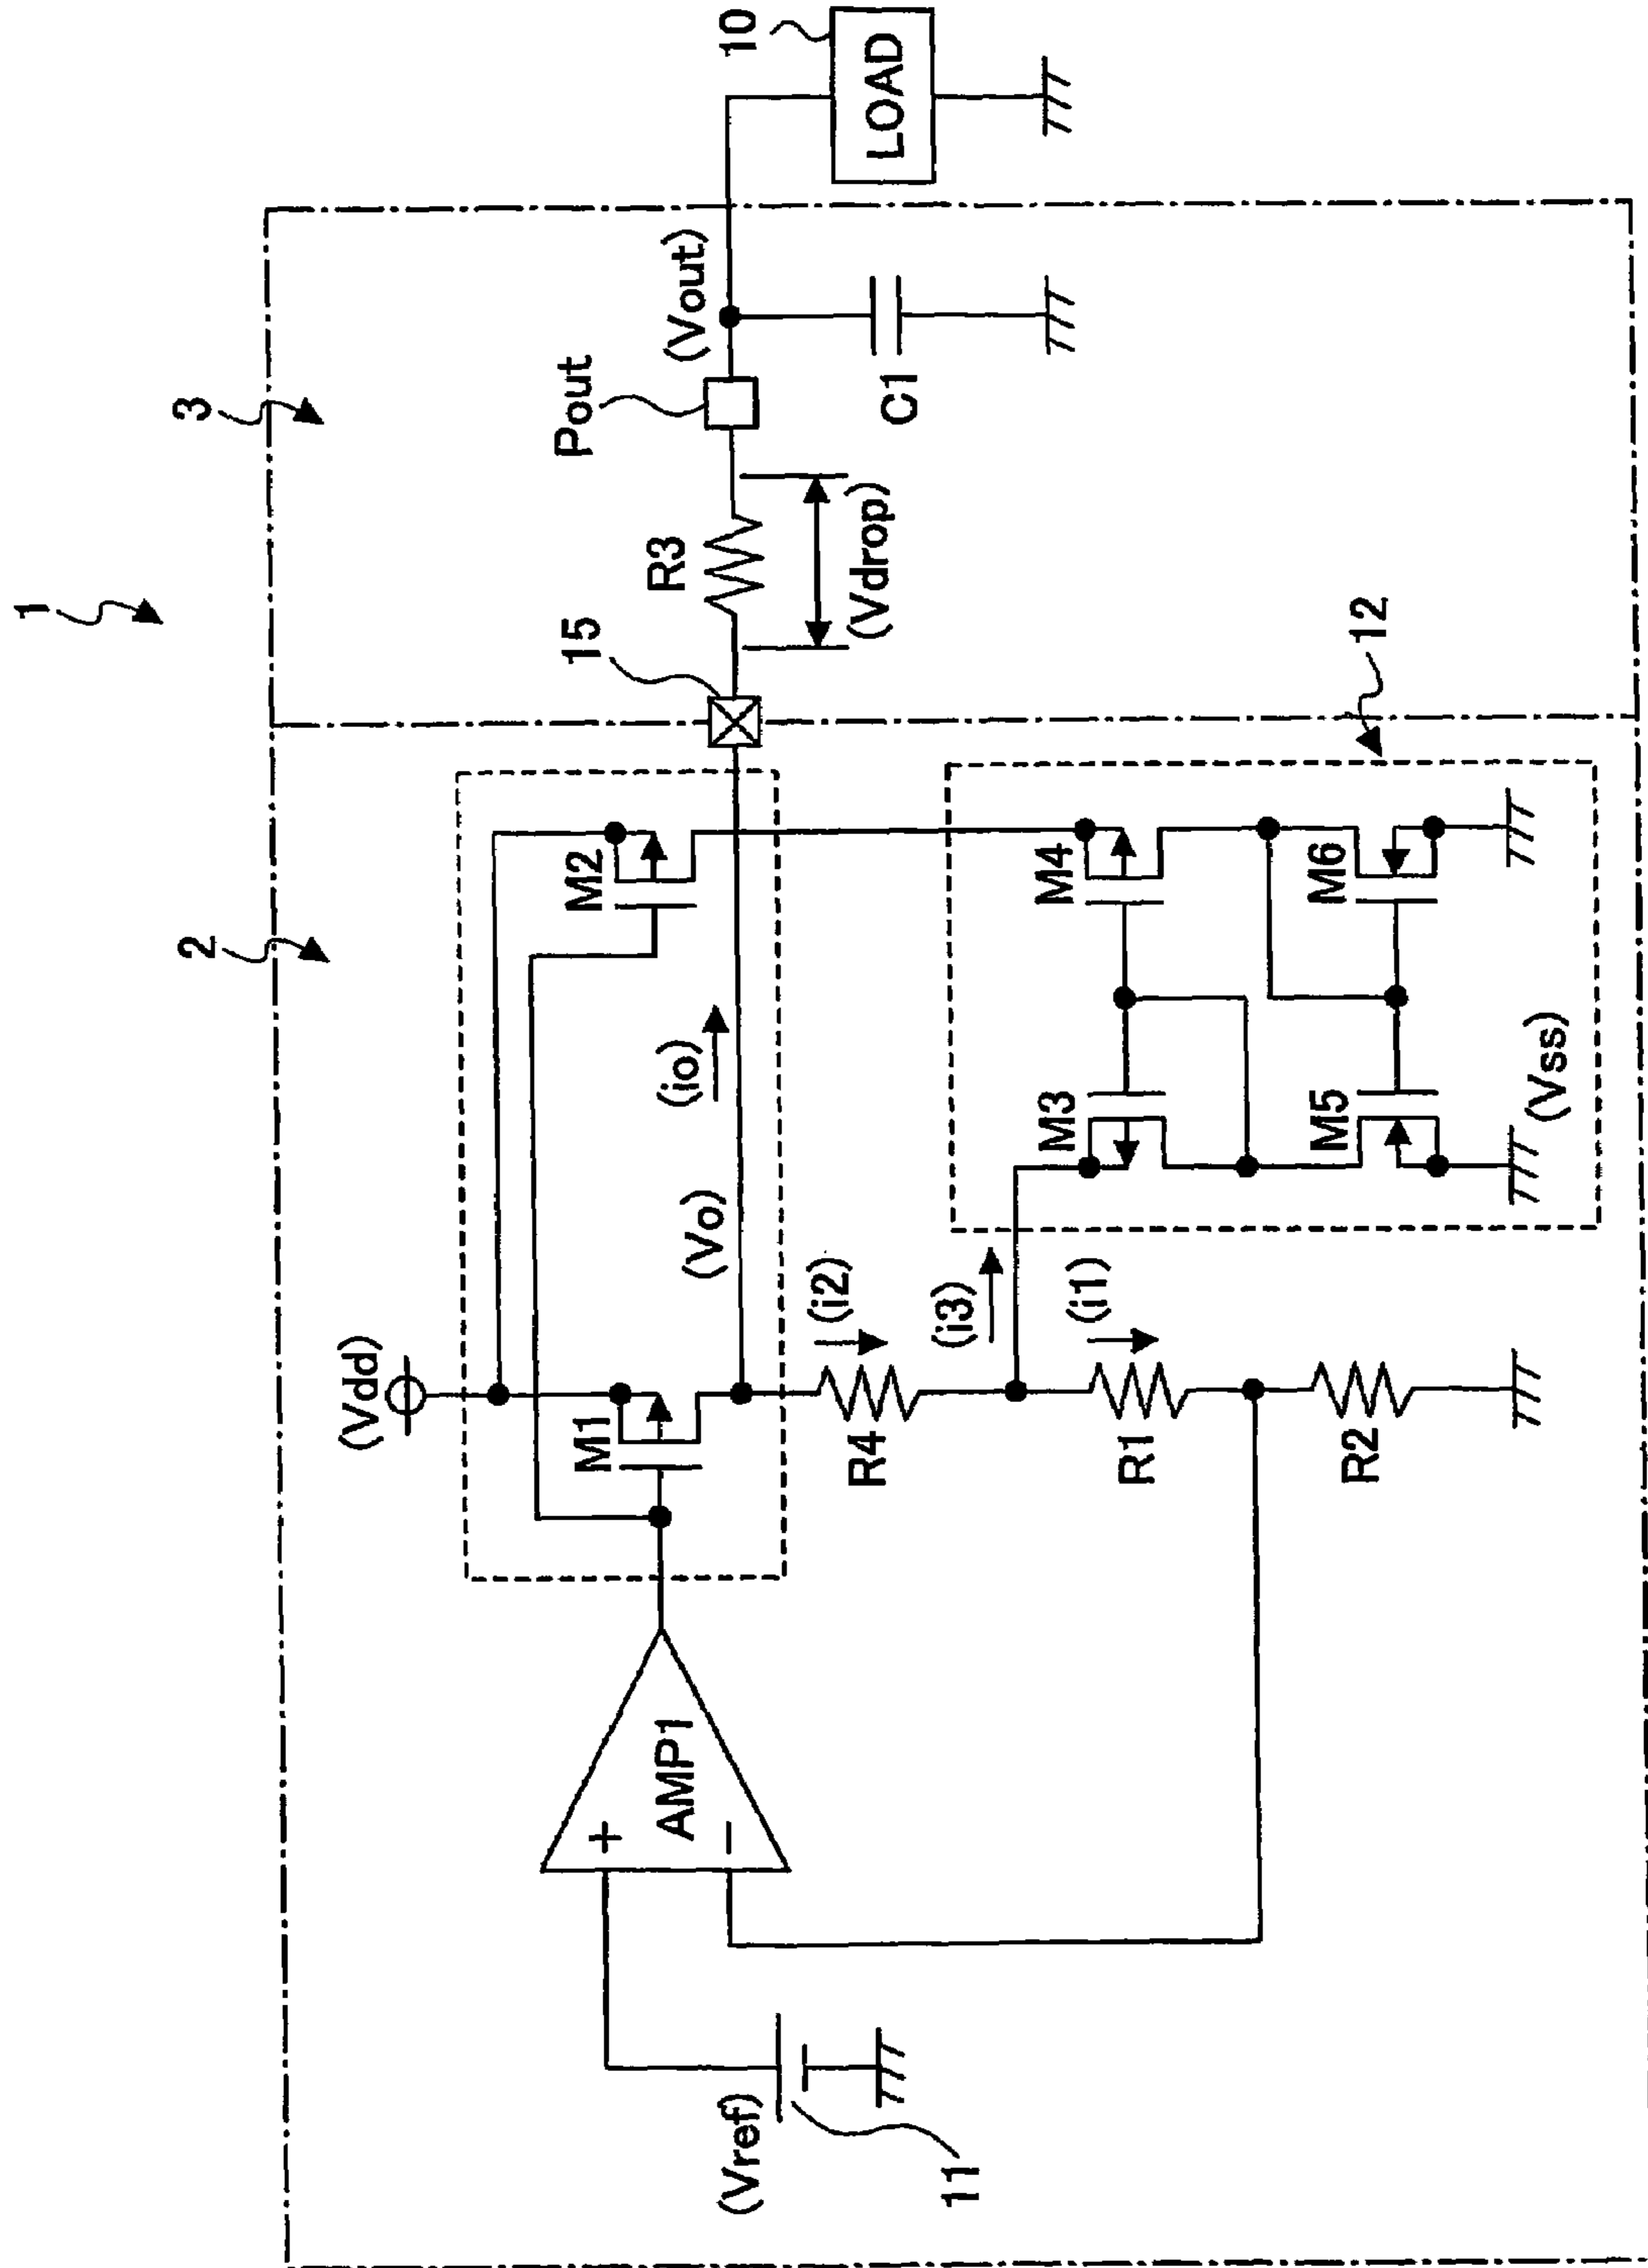 1
2
3
(Vdd)
M1
M2
15
R3
(Vdrop)
Pout
(Vout)
C1
10
LOAD
(io)
(Vo)
AMP1
+
−
(Vref)
11
R4
(i2)
(i3)
(i1)
R1
R2
12
M3
M4
M5
M6
(Vss)